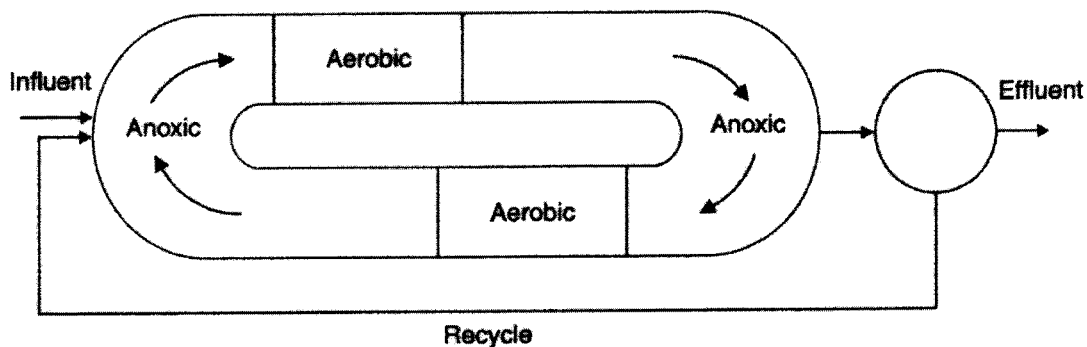 Aerobic
Influent
Effluent
Anoxic
Anoxic
Aerobic
Recycle